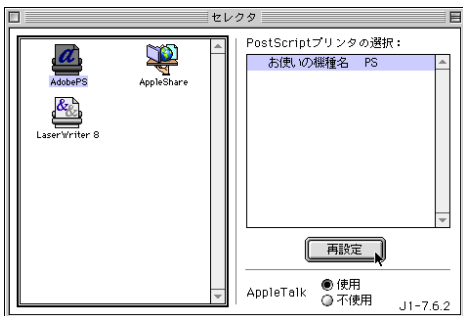 セレクタ
AdobePS
AppleShare
LaserWriter 8
PostScriptプリンタの選択：
お使いの機種名 PS
再設定
AppleTalk
使用
不使用
J1-7.6.2